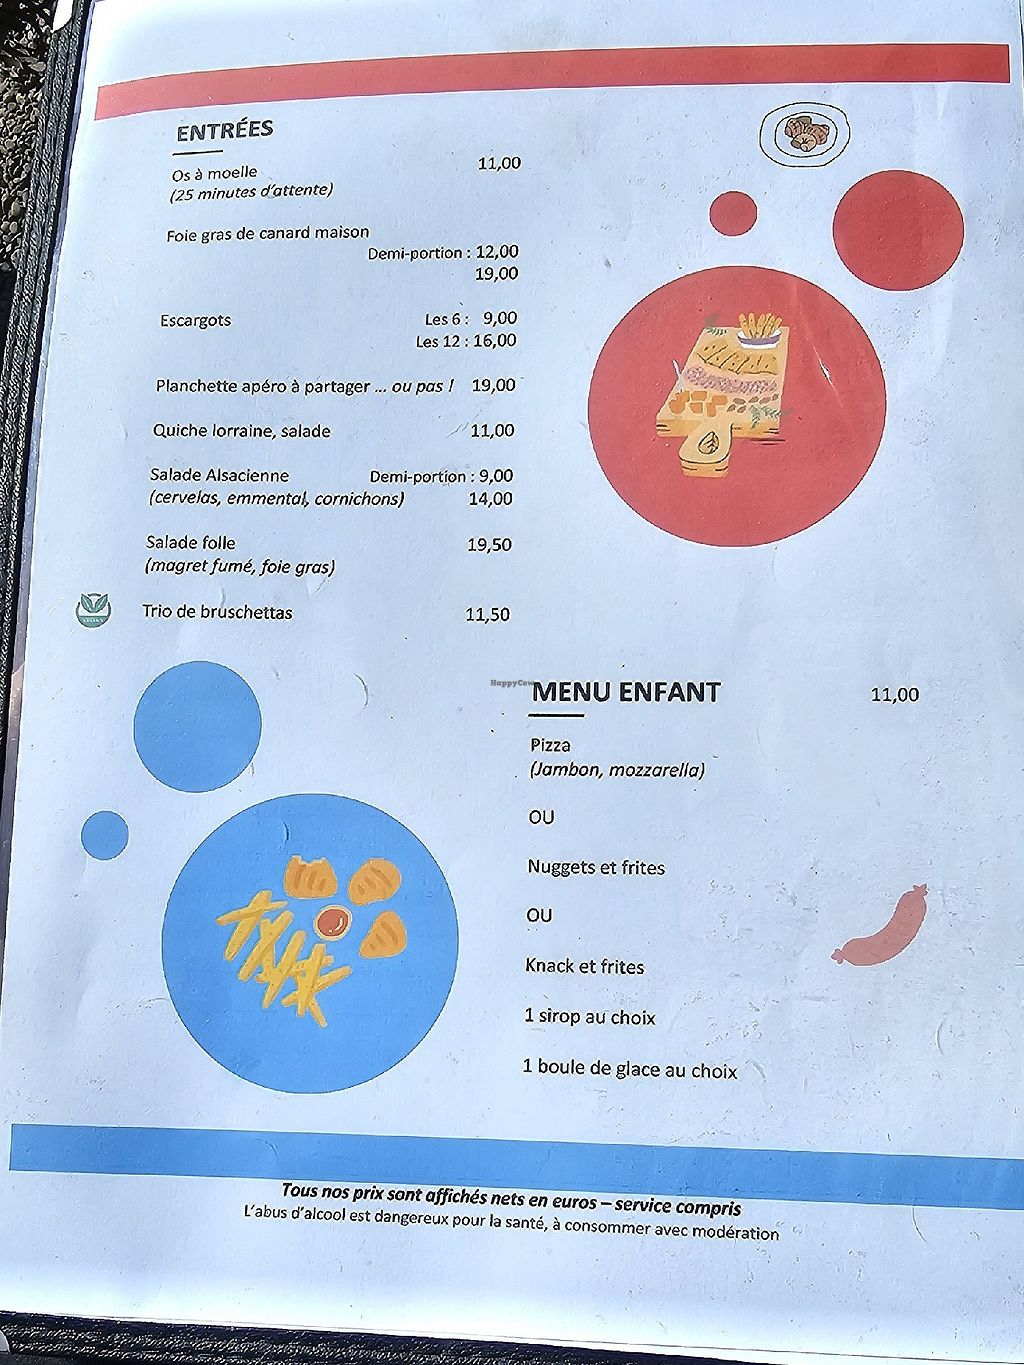 ENTRÉES
Os à moelle 11,00
(25 minutes d'attente)
Foie gras de canard maison
Demi-portion : 12,00
19,00
Escargots Les 6 : 9,00
Les 12 : 16,00
Planchette apéro à partager ... ou pas ! 19,00
Quiche lorraine, salade 11,00
Salade Alsacienne Demi-portion : 9,00
(cervelas, emmental, cornichons) 14,00
Salade folle 19,50
(magret fumé, foie gras)
Trio de bruschettas 11,50
HappyCow
MENU ENFANT 11,00
Pizza
(Jambon, mozzarella)
OU
Nuggets et frites
OU
Knack et frites
1 sirop au choix
1 boule de glace au choix
Tous nos prix sont affichés nets en euros – service compris
L'abus d'alcool est dangereux pour la santé, à consommer avec modération